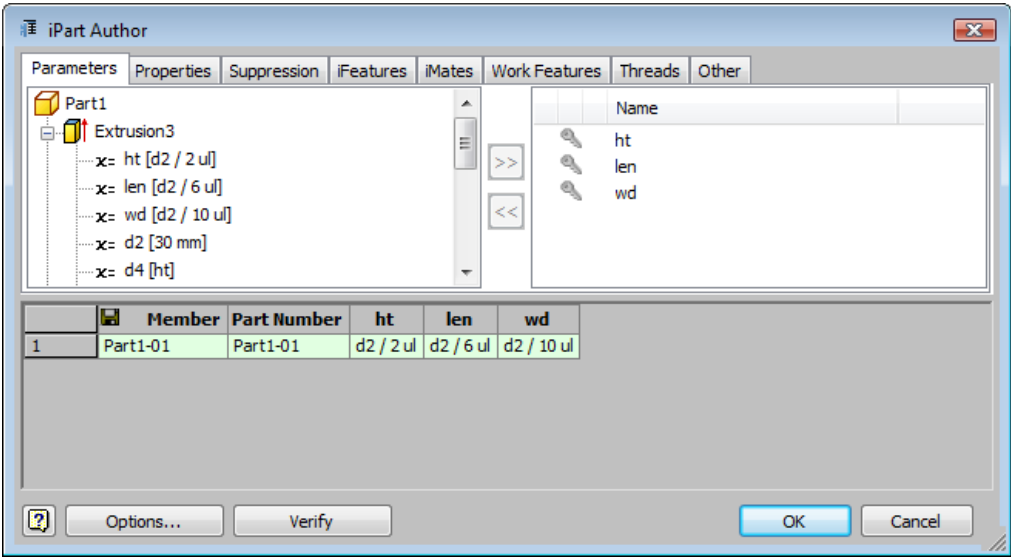 iPart Author
Parameters Properties Suppression iFeatures iMates Work Features Threads Other
Part1
Extrusion3
x= ht [d2 / 2 ul]
x= len [d2 / 6 ul]
x= wd [d2 / 10 ul]
x= d2 [30 mm]
x= d4 [ht]
>>
<<
Name
ht
len
wd
Member Part Number ht len wd
1 Part1-01 Part1-01 d2 / 2 ul d2 / 6 ul d2 / 10 ul
? Options... Verify OK Cancel